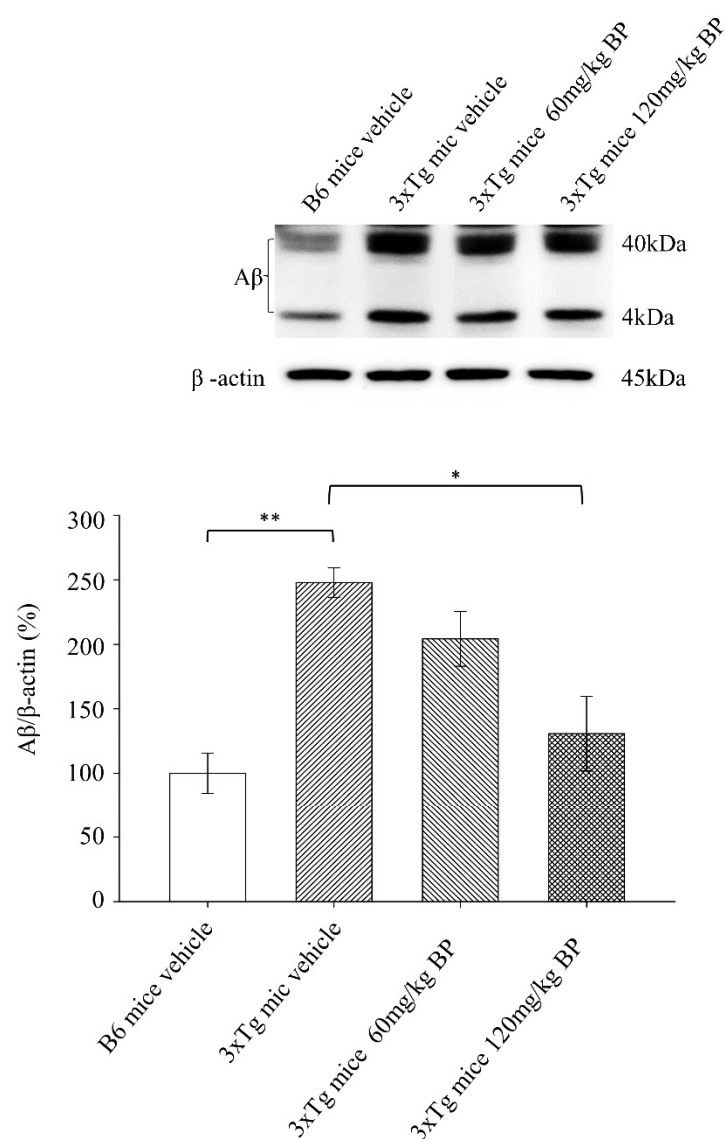 B6 mice vehicle
3xTg mic vehicle
3xTg mice 60mg/kg BP
3xTg mice 120mg/kg BP
Aβ
40kDa
4kDa
β -actin
45kDa
*
**
Aβ/β-actin (%)
300
250
200
150
100
50
0
B6 mice vehicle
3xTg mic vehicle
3xTg mice 60mg/kg BP
3xTg mice 120mg/kg BP